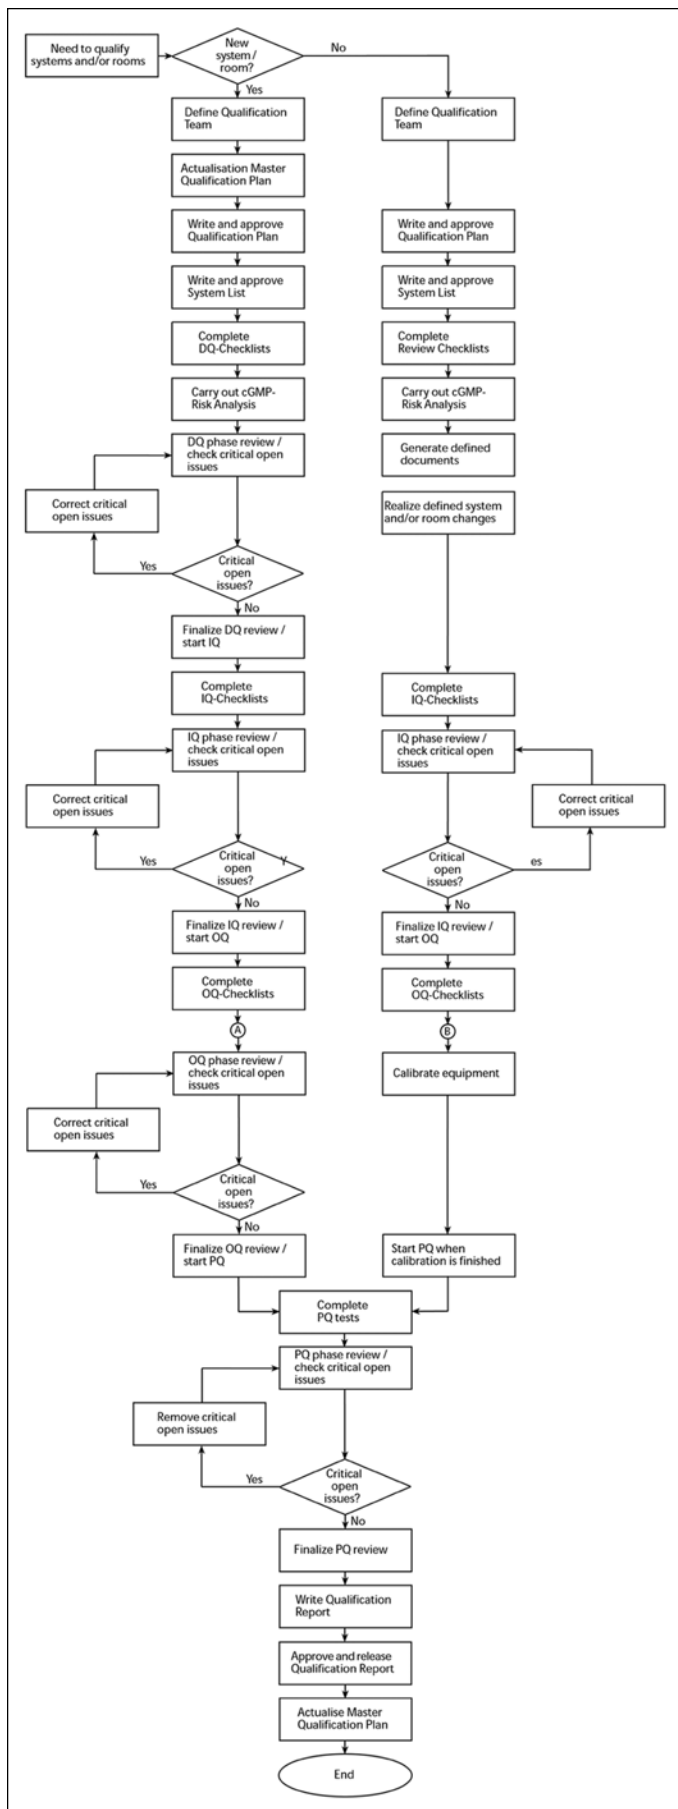 Need to qualify
systems and/or rooms
New
system /
room?
No
Yes
Define Qualification
Team
Define Qualification
Team
Actualisation Master
Qualification Plan
Write and approve
Qualification Plan
Write and approve
Qualification Plan
Write and approve
System List
Write and approve
System List
Complete
DQ-Checklists
Complete
Review Checklists
Carry out cGMP-
Risk Analysis
Carry out cGMP-
Risk Analysis
DQ phase review /
check critical open
issues
Generate defined
documents
Correct critical
open issues
Realize defined system
and/or room changes
Yes
Critical
open
issues?
No
Finalize DQ review /
start IQ
Complete
IQ-Checklists
Complete
IQ-Checklists
IQ phase review /
check critical open
issues
IQ phase review /
check critical open
issues
Correct critical
open issues
Correct critical
open issues
Yes
Critical
open
issues?
Y
Critical
open
issues?
es
No
No
Finalize IQ review /
start OQ
Finalize IQ review /
start OQ
Complete
OQ-Checklists
Complete
OQ-Checklists
A
B
OQ phase review /
check critical open
issues
Calibrate equipment
Correct critical
open issues
Yes
Critical
open
issues?
No
Finalize OQ review /
start PQ
Start PQ when
calibration is finished
Complete
PQ tests
PQ phase review /
check critical open
issues
Remove critical
open issues
Yes
Critical
open
issues?
No
Finalize PQ review
Write Qualification
Report
Approve and release
Qualification Report
Actualise Master
Qualification Plan
End